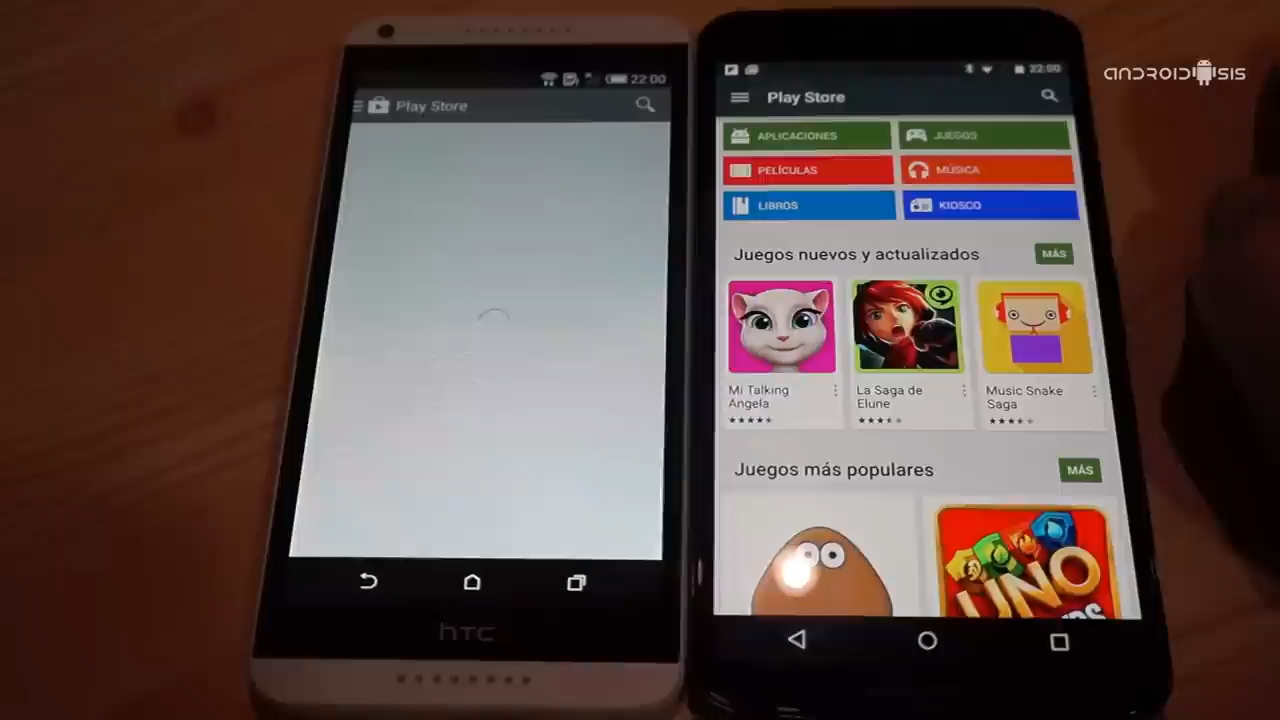 ANDROIDSIS
22:00
Play Store
htc
22:00
Play Store
APLICACIONES
JUEGOS
PELÍCULAS
MÚSICA
LIBROS
KIOSCO
Juegos nuevos y actualizados
MÁS
Mi Talking
Angela
La Saga de
Elune
Music Snake
Saga
Juegos más populares
MÁS
UNO